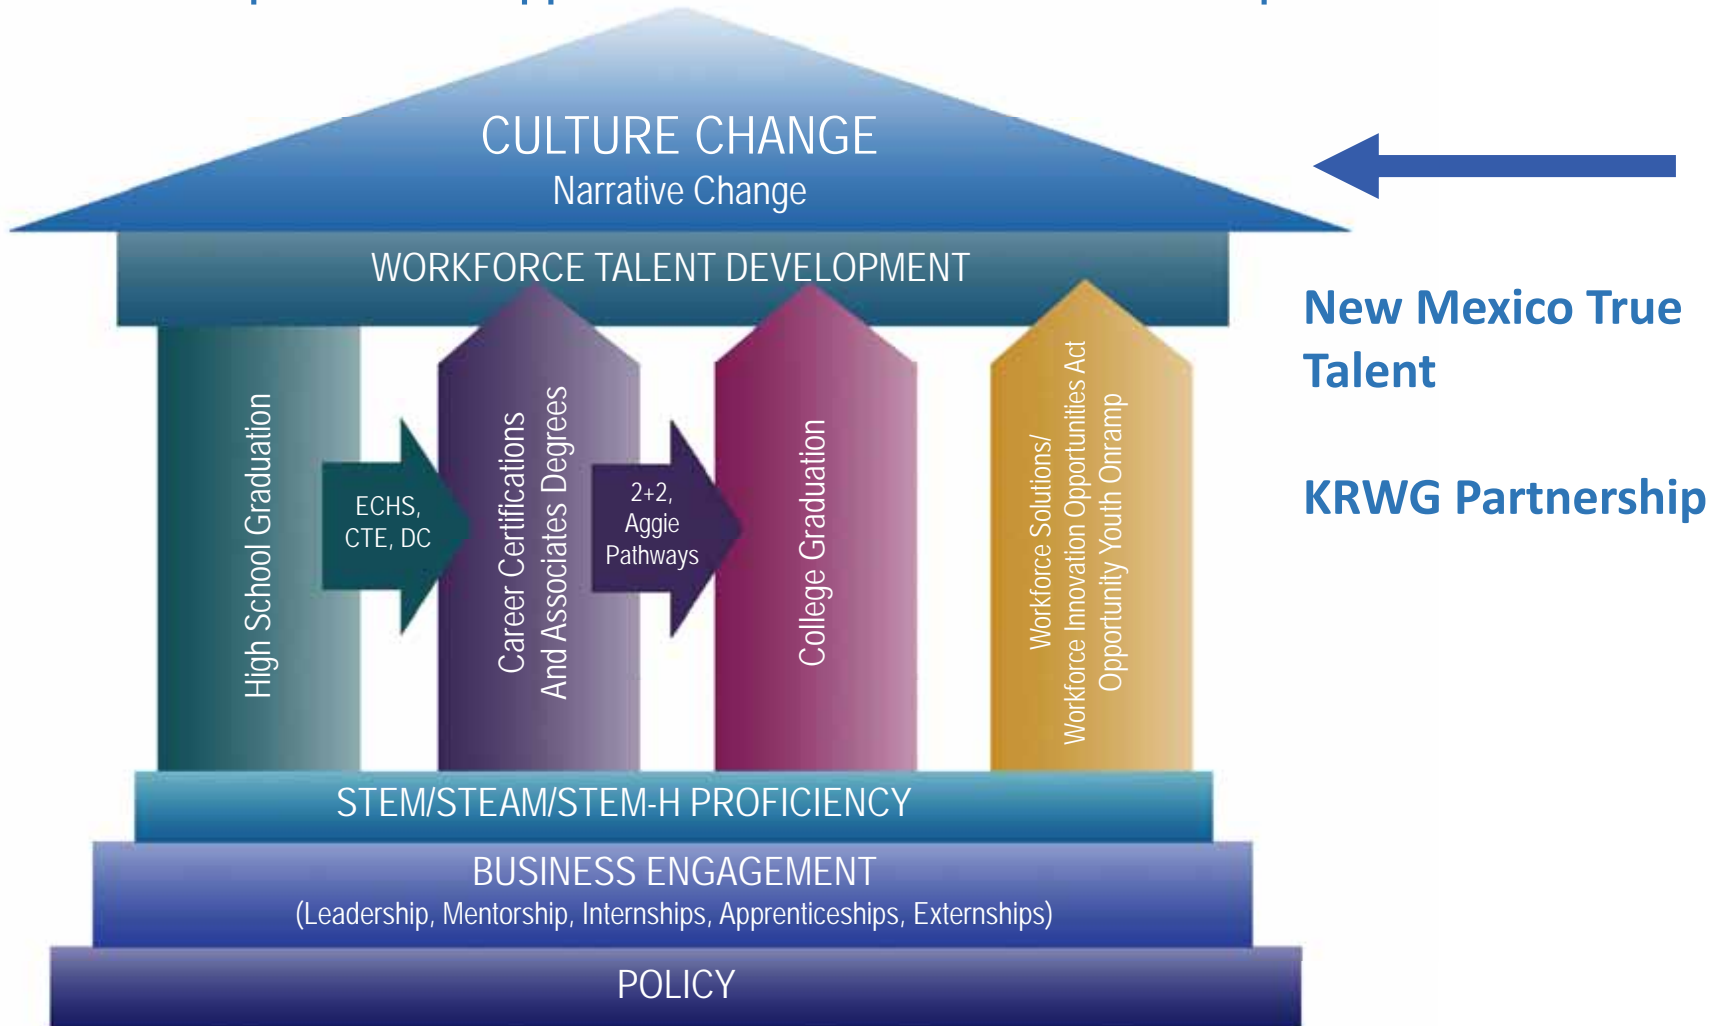 CULTURE CHANGE
Narrative Change
WORKFORCE TALENT DEVELOPMENT
High School Graduation
ECHS,
CTE, DC
Career Certifications
And Associates Degrees
2+2,
Aggie
Pathways
College Graduation
Workforce Solutions/
Workforce Innovation Opportunities Act
Opportunity Youth Onramp
STEM/STEAM/STEM-H PROFICIENCY
BUSINESS ENGAGEMENT
(Leadership, Mentorship, Internships, Apprenticeships, Externships)
POLICY
New Mexico True
Talent
KRWG Partnership